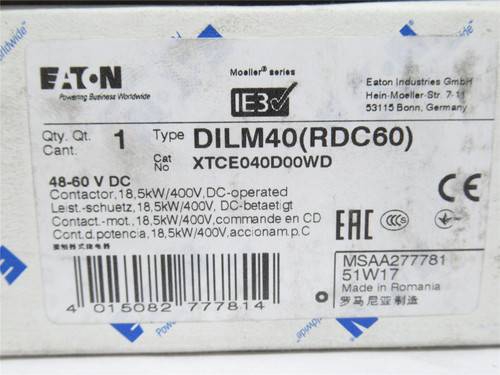 EATON
Powering Business Worldwide
Moeller® series
IE3
Eaton Industries GmbH
Hein-Moeller-Str. 7-11
53115 Bonn, Germany
Qty. Qt.
Cant.
1
Type DILM40(RDC60)
Cat No XTCE040D00WD
48-60 V DC
Contactor, 18,5kW/400V, DC-operated
Leist.-schuetz, 18,5kW/400V, DC-betaetigt
Contact.-mot, 18,5kW/400V, commande en CD
Cont.d.potencia, 18,5kW/400V, accionam.p.C
CE
EAC
CCC
MSAA277781
51W17
Made in Romania
罗马尼亚制造
4 015082 777814